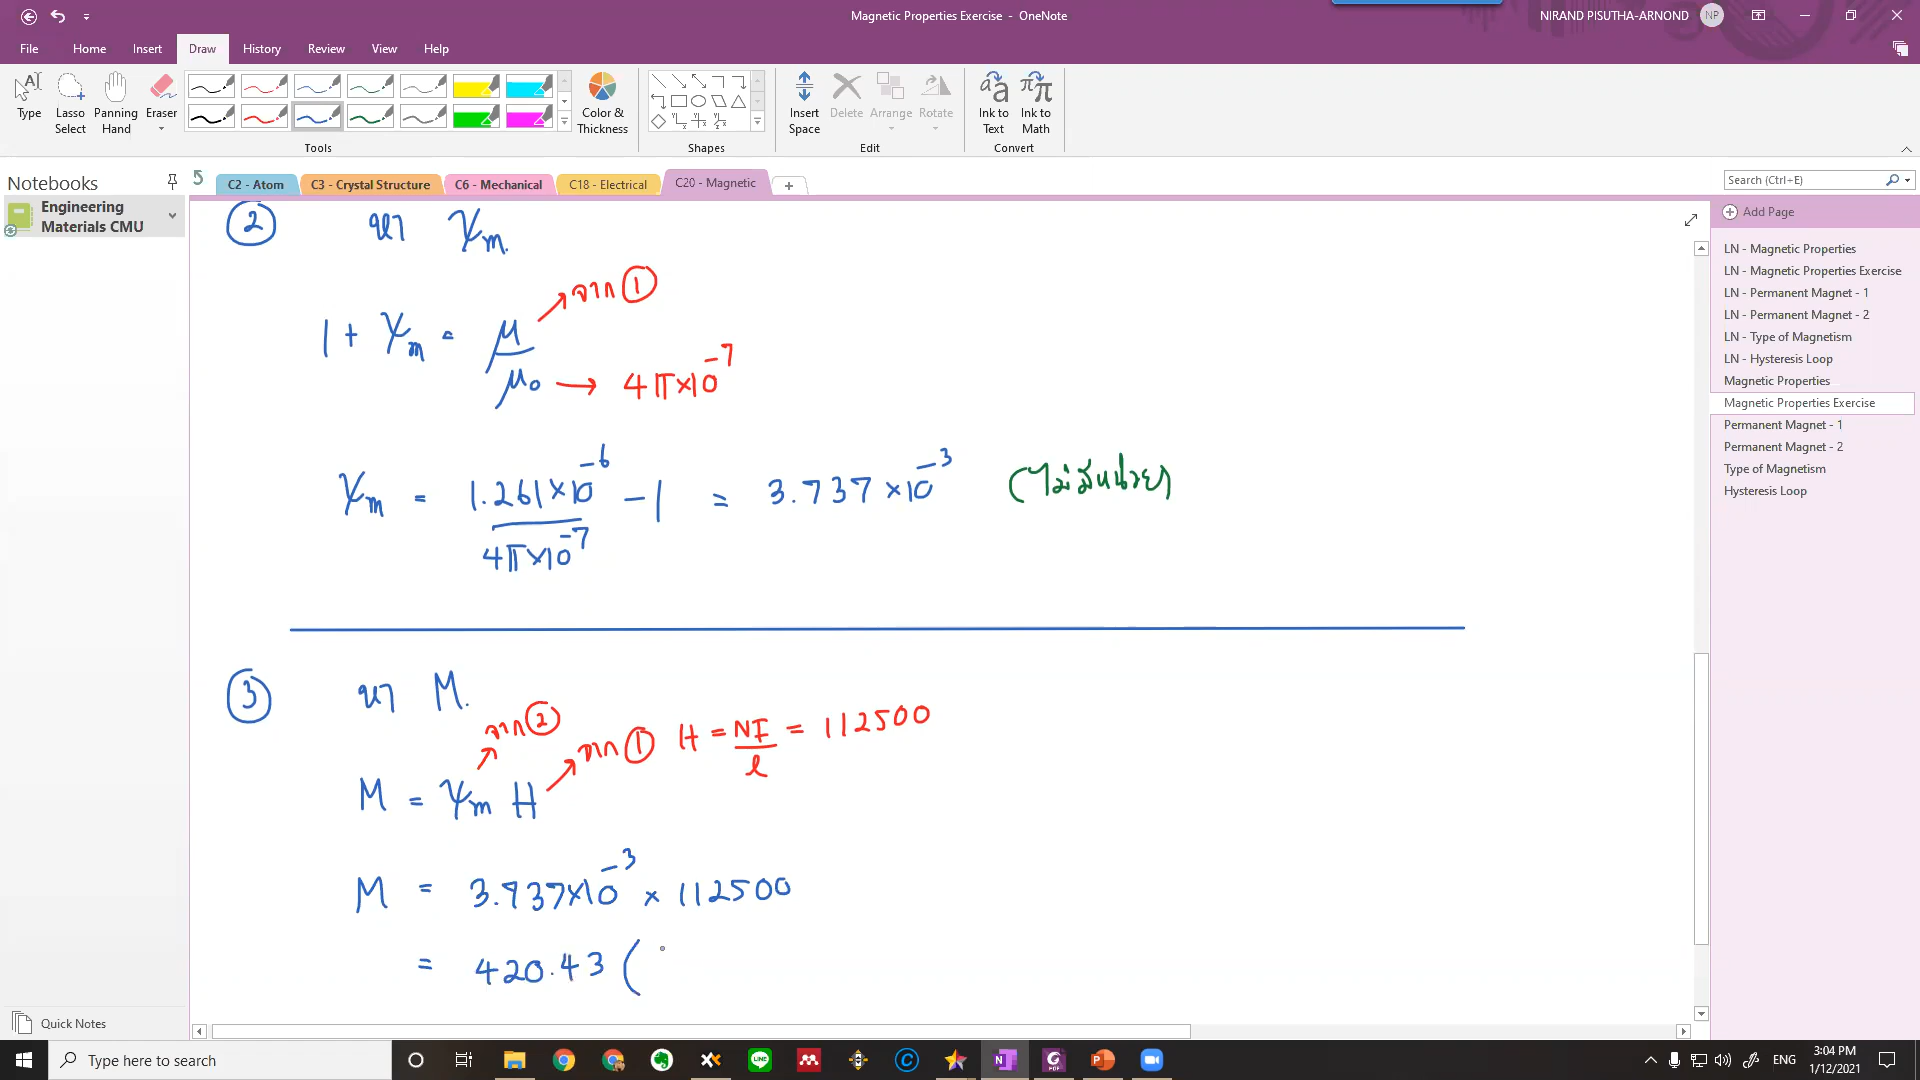 Magnetic Properties Exercise - OneNote
NIRAND PISUTHA-ARNOND NP
File Home Insert Draw History Review View Help
Type
Lasso Select
Panning Hand
Eraser
Color & Thickness
Insert Space
Delete Arrange Rotate
Ink to Text
Ink to Math
Tools Shapes Edit Convert
Notebooks
Engineering Materials CMU
C2 - Atom C3 - Crystal Structure C6 - Mechanical C18 - Electrical C20 - Magnetic
Search (Ctrl+E)
Add Page
LN - Magnetic Properties
LN - Magnetic Properties Exercise
LN - Permanent Magnet - 1
LN - Permanent Magnet - 2
LN - Type of Magnetism
LN - Hysteresis Loop
Magnetic Properties
Magnetic Properties Exercise
Permanent Magnet - 1
Permanent Magnet - 2
Type of Magnetism
Hysteresis Loop
② หา χm.
จาก ①
1 + χm = μ/μ₀ → 4π×10⁻⁷
χm = 1.261×10⁻⁶/4π×10⁻⁷ - 1 = 3.737×10⁻³ (ไม่มีหน่วย)
③ หา M.
จาก ② จาก ① H = NI/l = 112500
M = χm H
M = 3.737×10⁻³ × 112500
= 420.43 (
Quick Notes
Type here to search
ENG
3:04 PM
1/12/2021